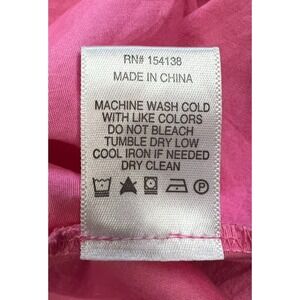 RN# 154138
MADE IN CHINA
MACHINE WASH COLD
WITH LIKE COLORS
DO NOT BLEACH
TUMBLE DRY LOW
COOL IRON IF NEEDED
DRY CLEAN
P